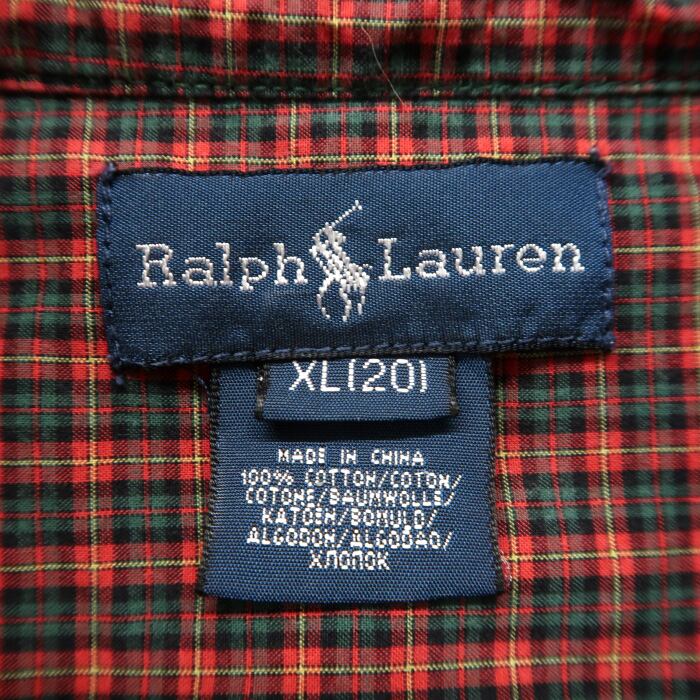 Ralph Lauren
XL(20)
MADE IN CHINA
100% COTTON/COTON/
COTONE/BAUMWOLLE/
KATOEN/BOMULD/
ALGODON/ALGODAO/
ХЛОПОК